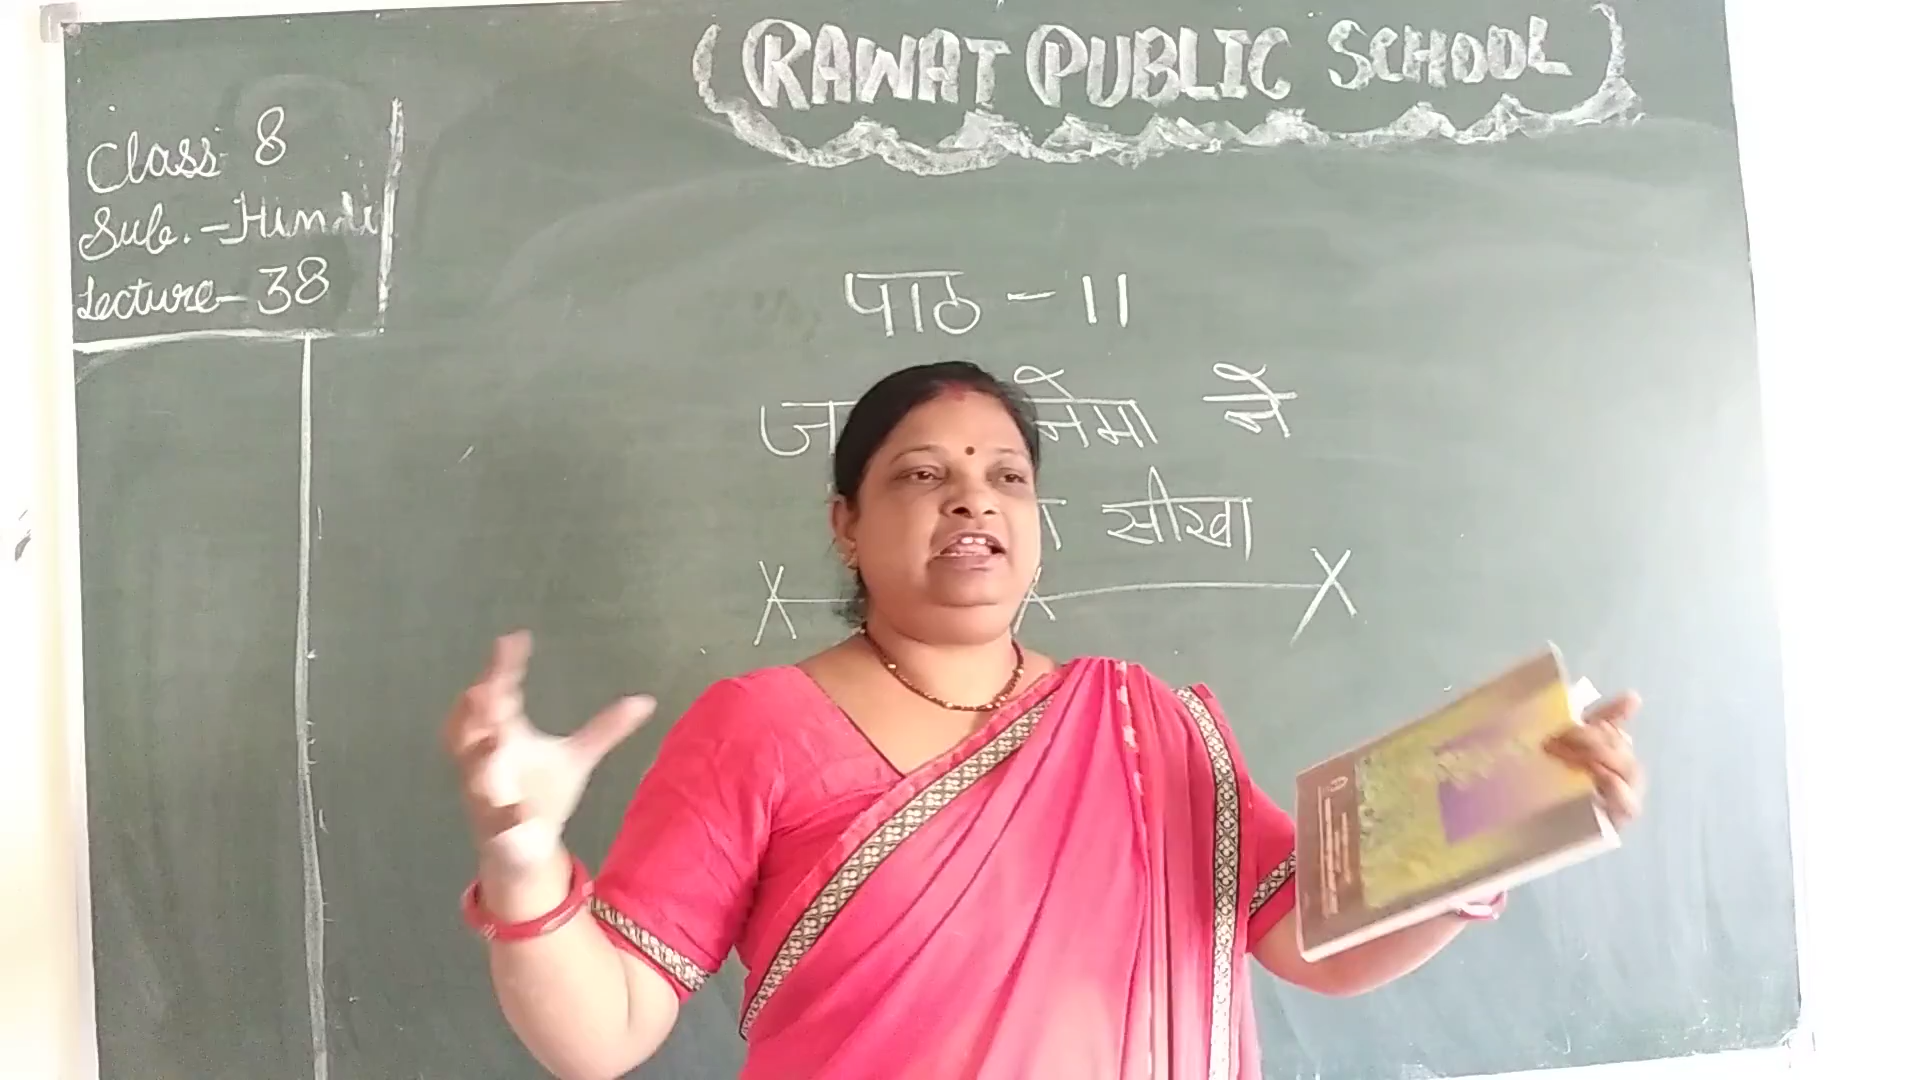 (RAWAT PUBLIC SCHOOL)
Class 8
Sub. - Hindi
Lecture - 38
पाठ - 11
ने
सीखा